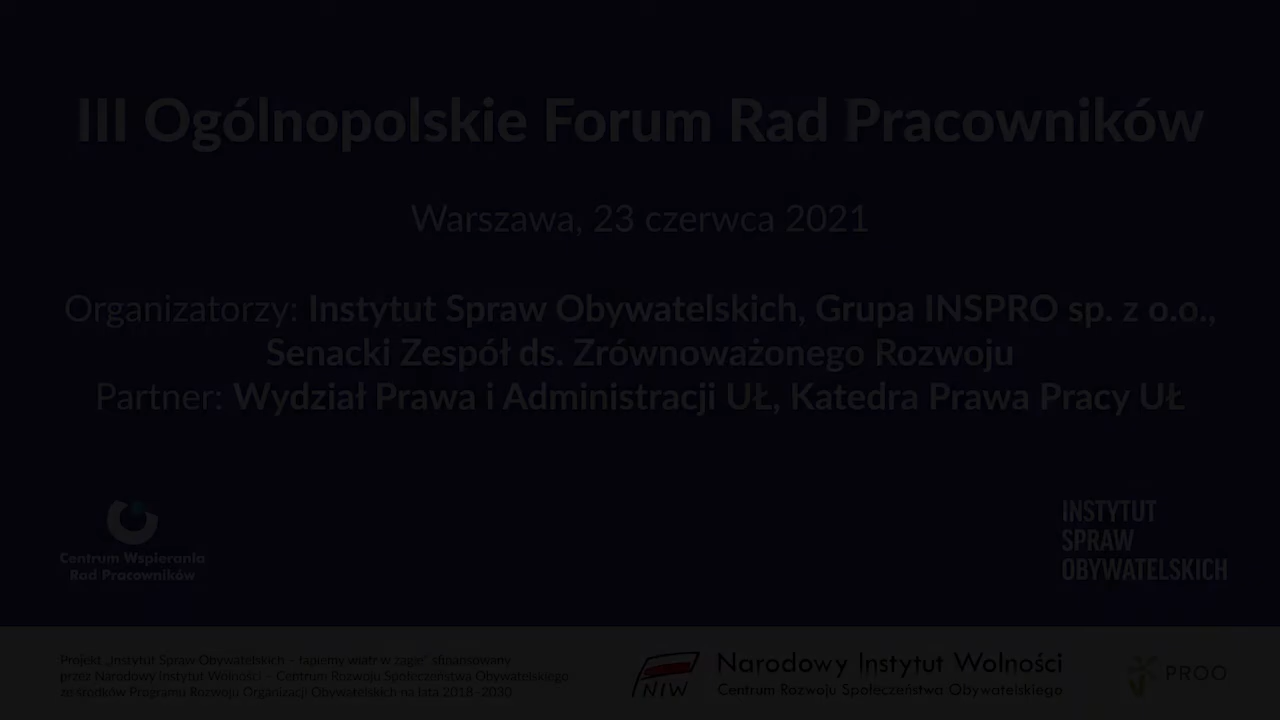 III Ogólnopolskie Forum Rad Pracowników
Warszawa, 23 czerwca 2021
Organizatorzy: Instytut Spraw Obywatelskich, Grupa INSPRO sp. z o.o.,
Senacki Zespół ds. Zrównoważonego Rozwoju
Partner: Wydział Prawa i Administracji UŁ, Katedra Prawa Pracy UŁ
Centrum Wspierania
Rad Pracowników
INSTYTUT
SPRAW
OBYWATELSKICH
Projekt „Instytut Spraw Obywatelskich – łapiemy wiatr w żagle” sfinansowany
przez Narodowy Instytut Wolności – Centrum Rozwoju Społeczeństwa Obywatelskiego
ze środków Programu Rozwoju Organizacji Obywatelskich na lata 2018–2030
NIW
Narodowy Instytut Wolności
Centrum Rozwoju Społeczeństwa Obywatelskiego
PROO